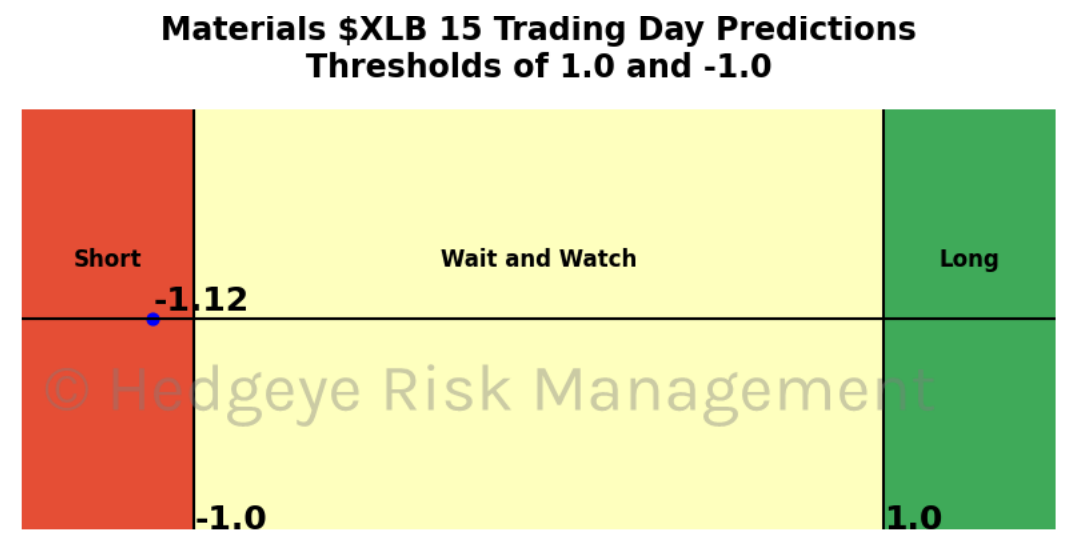 Materials $XLB 15 Trading Day Predictions
Thresholds of 1.0 and -1.0
Short
Wait and Watch
Long
-1.12
© Hedgeye Risk Management
-1.0
1.0